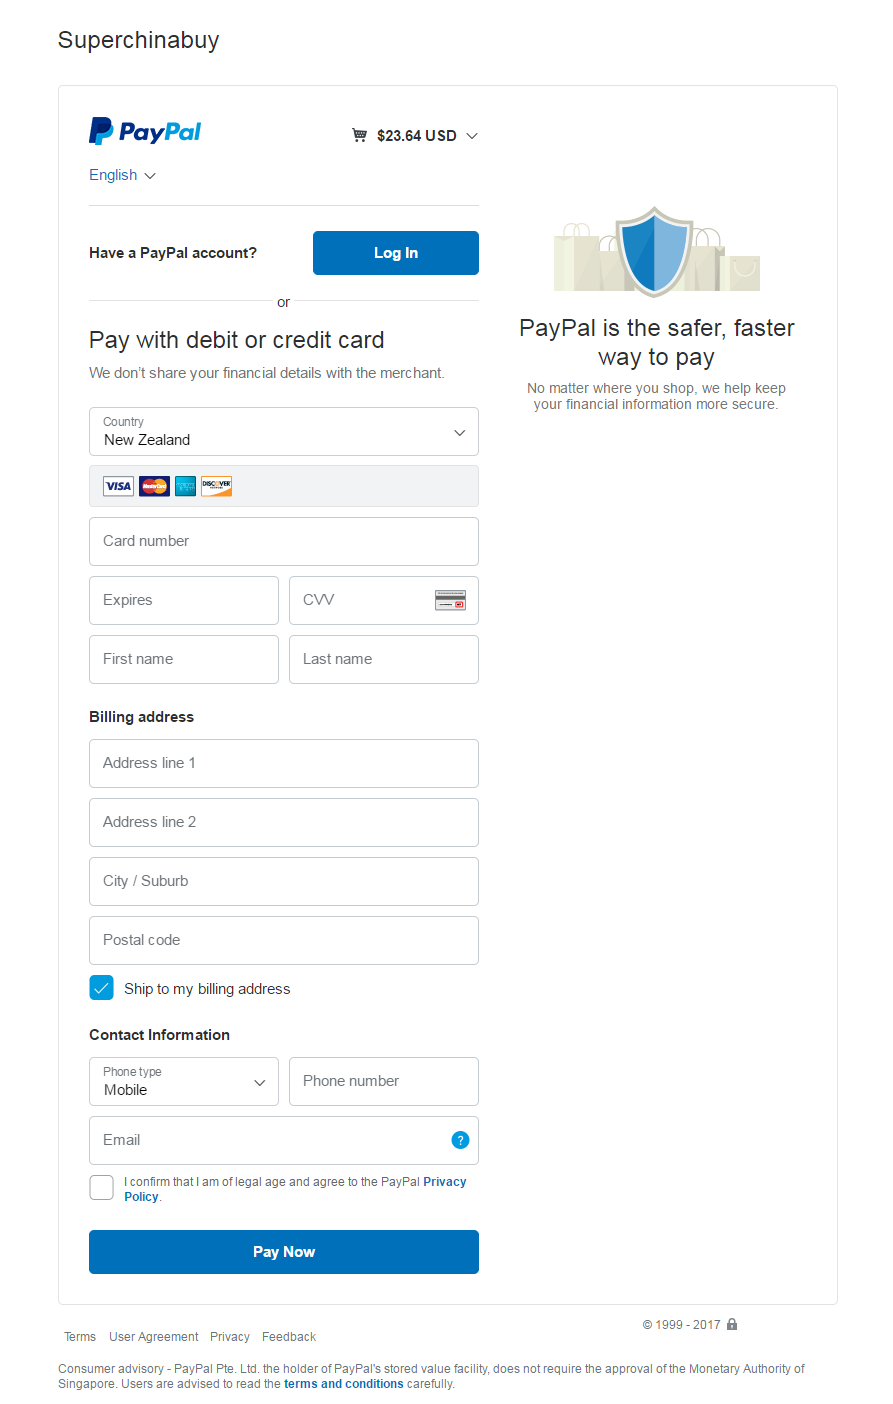 Superchinabuy
PayPal
$23.64 USD
English
Have a PayPal account?
Log In
or
Pay with debit or credit card
We don't share your financial details with the merchant.
Country
New Zealand
VISA MasterCard DISCOVER
Card number
Expires
CVV
First name
Last name
Billing address
Address line 1
Address line 2
City / Suburb
Postal code
Ship to my billing address
Contact Information
Phone type
Mobile
Phone number
Email
?
I confirm that I am of legal age and agree to the PayPal Privacy
Policy.
Pay Now
PayPal is the safer, faster
way to pay
No matter where you shop, we help keep
your financial information more secure.
© 1999 - 2017
Terms User Agreement Privacy Feedback
Consumer advisory - PayPal Pte. Ltd. the holder of PayPal's stored value facility, does not require the approval of the Monetary Authority of
Singapore. Users are advised to read the terms and conditions carefully.